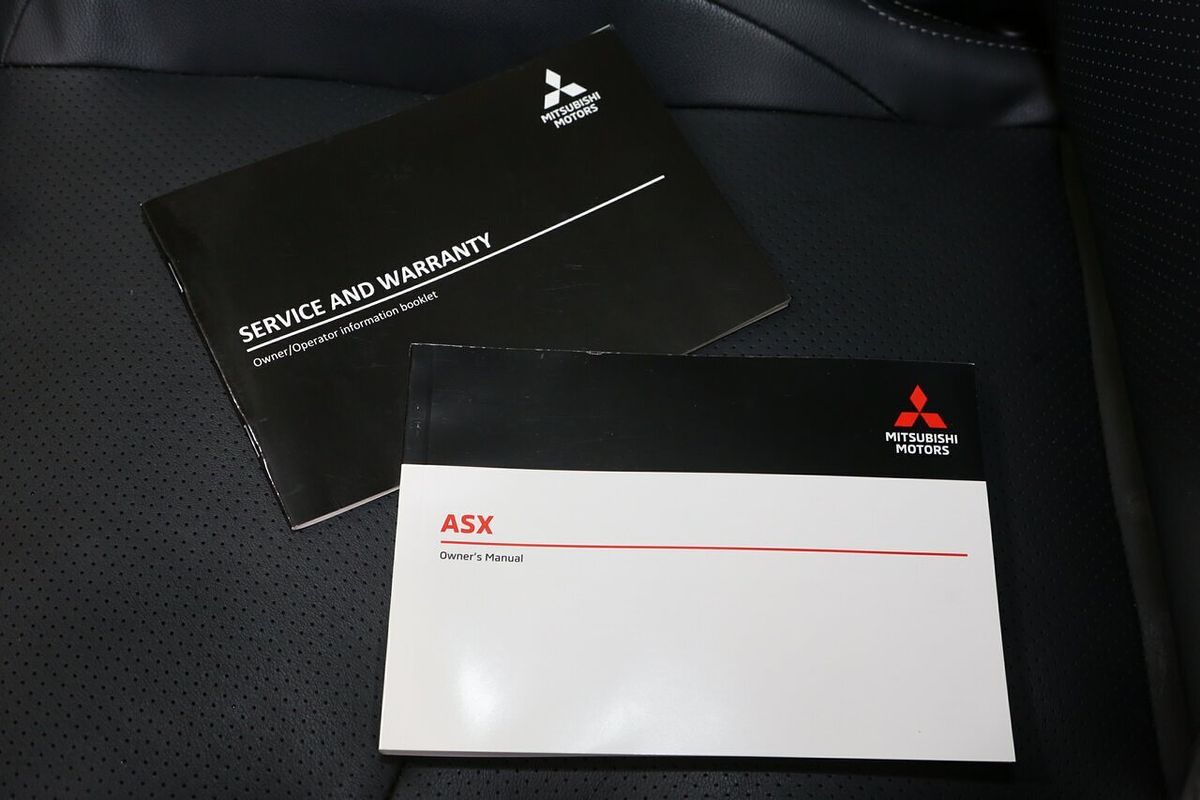 MITSUBISHI
MOTORS
SERVICE AND WARRANTY
Owner/Operator information booklet
MITSUBISHI
MOTORS
ASX
Owner's Manual